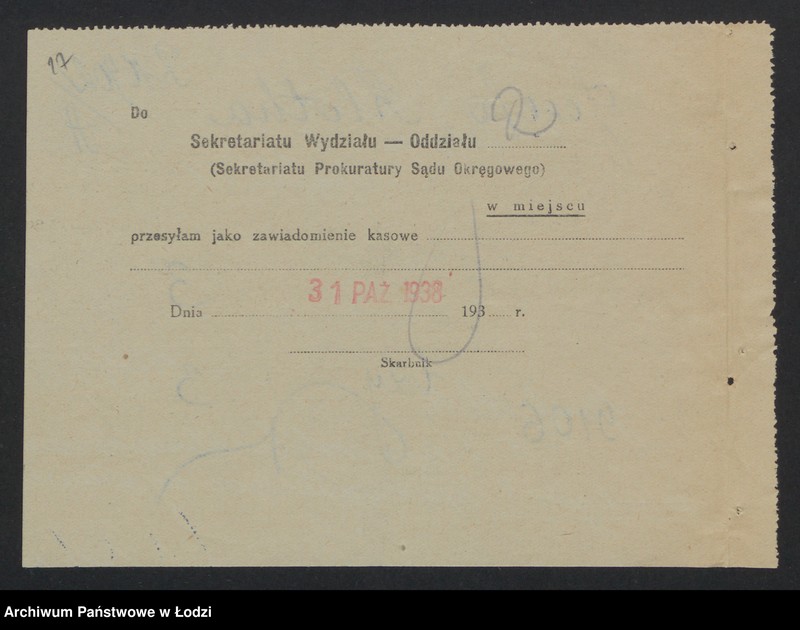 17
Do
Sekretariatu Wydziału — Oddziału
(Sekretariatu Prokuratury Sądu Okręgowego)
w miejscu
przesyłam jako zawiadomienie kasowe
31 PAŹ 1938
Dnia 193 r.
Skarbnik
Archiwum Państwowe w Łodzi